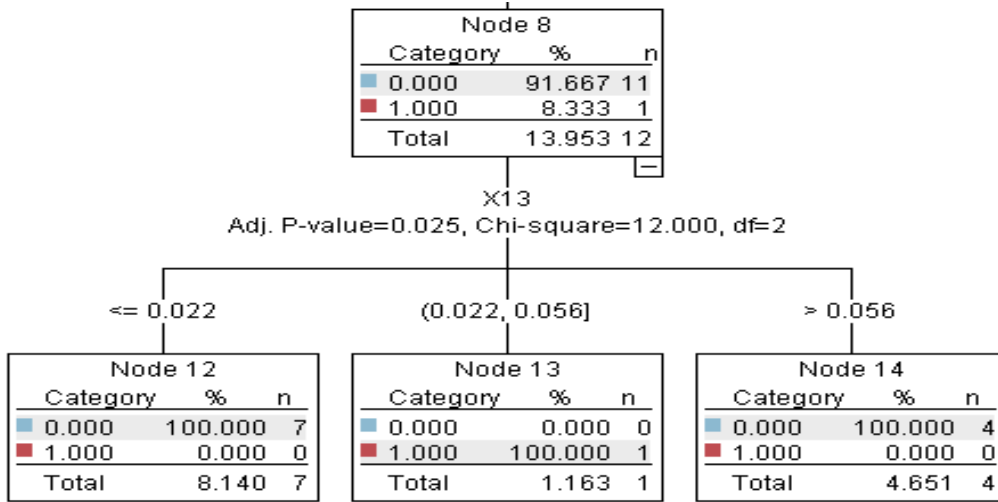 Node 8
Category % n
0.000 91.667 11
1.000 8.333 1
Total 13.953 12
X13
Adj. P-value=0.025, Chi-square=12.000, df=2
<= 0.022 (0.022, 0.056] > 0.056
Node 12
Category % n
0.000 100.000 7
1.000 0.000 0
Total 8.140 7
Node 13
Category % n
0.000 0.000 0
1.000 100.000 1
Total 1.163 1
Node 14
Category % n
0.000 100.000 4
1.000 0.000 0
Total 4.651 4